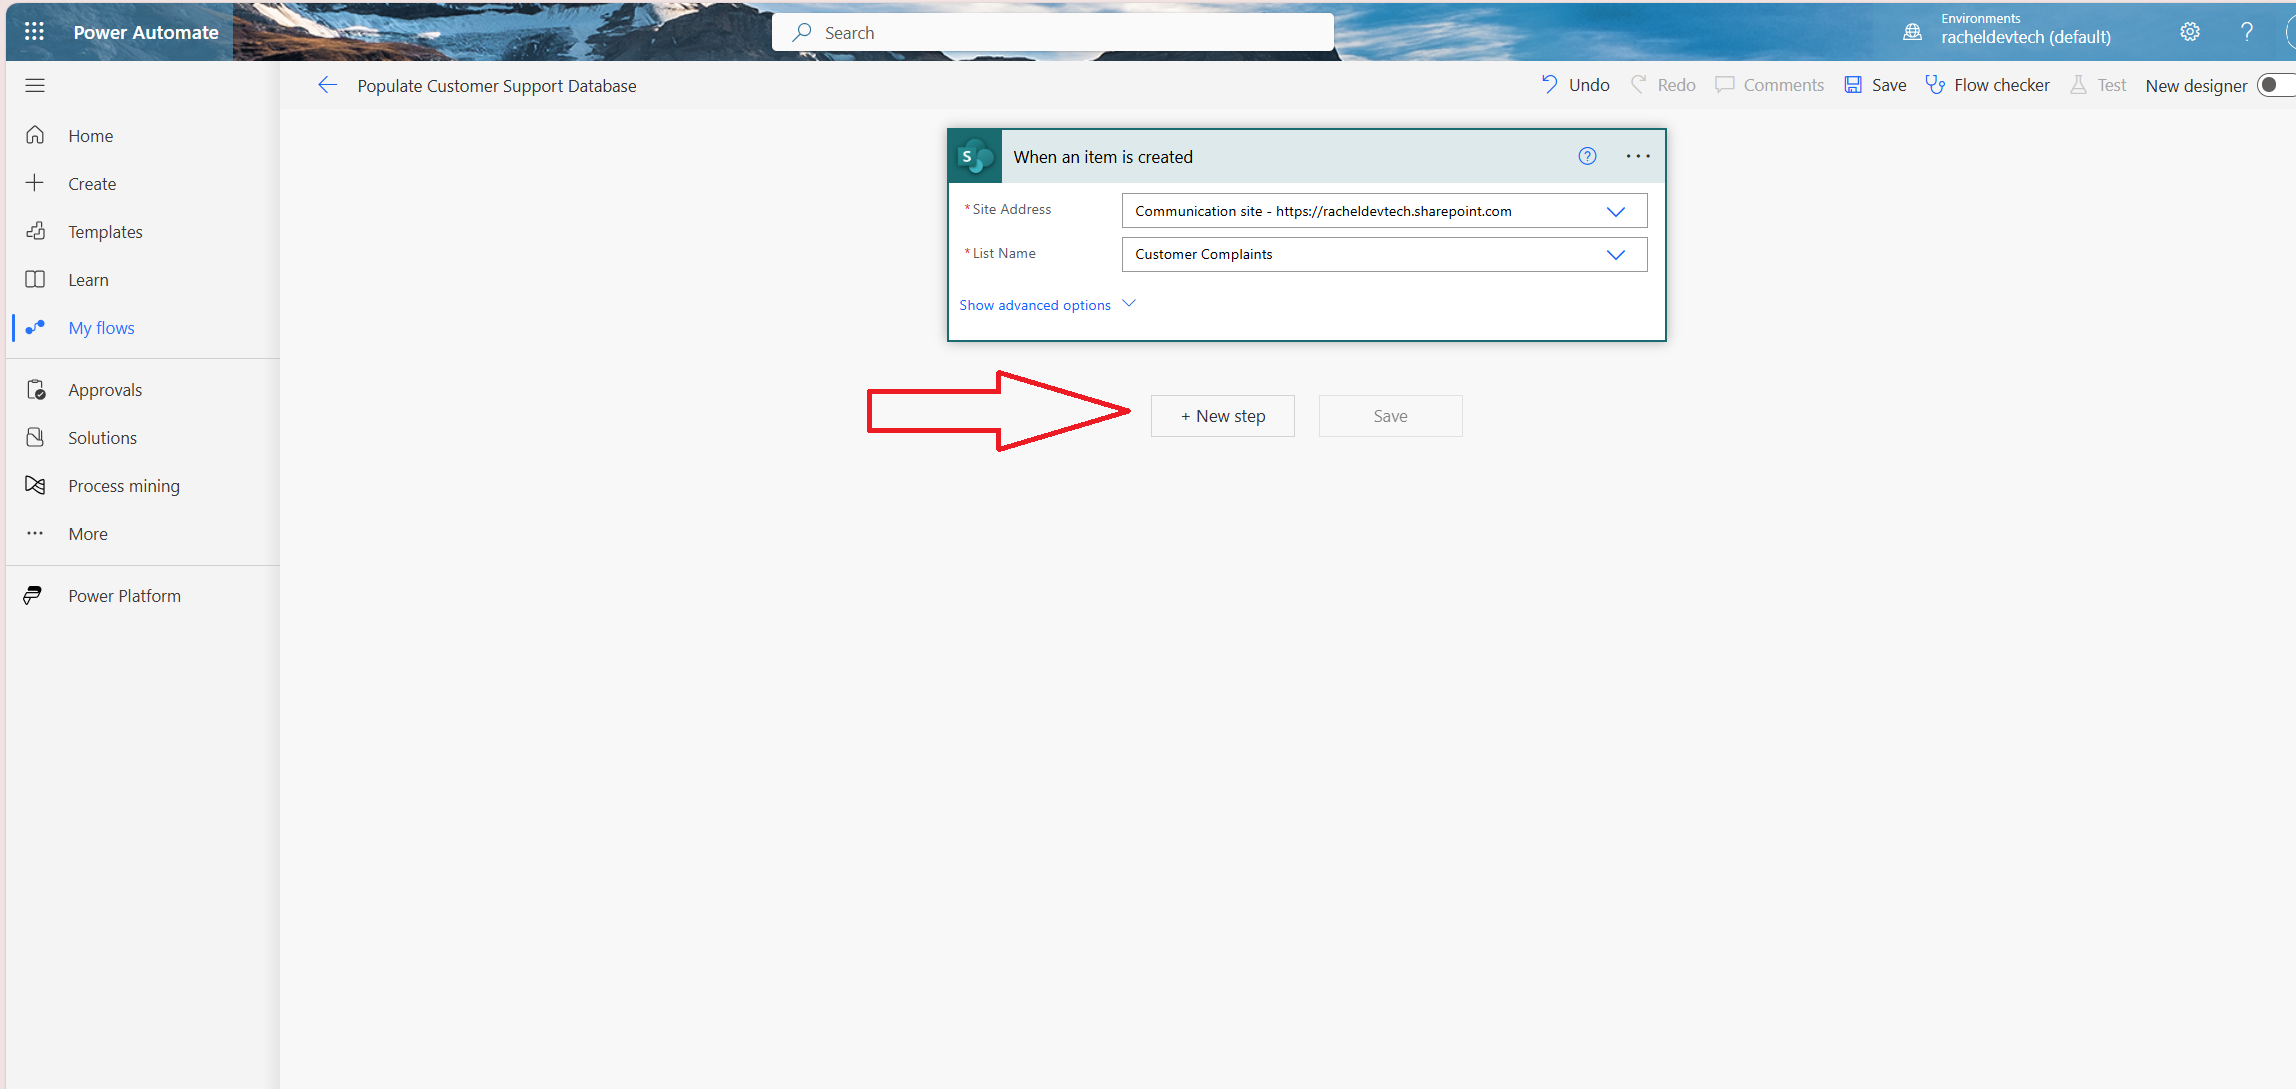 Power Automate
Search
Environments
racheldevtech (default)
?
Populate Customer Support Database
Undo
Redo
Comments
Save
Flow checker
Test
New designer
Home
Create
Templates
Learn
My flows
Approvals
Solutions
Process mining
More
Power Platform
S
When an item is created
?
* Site Address
Communication site - https://racheldevtech.sharepoint.com
* List Name
Customer Complaints
Show advanced options
+ New step
Save